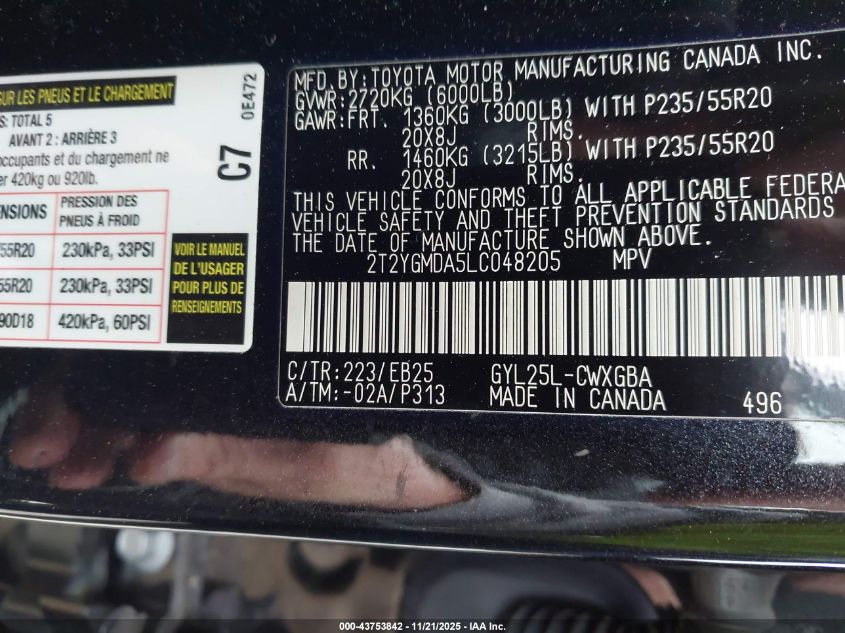 SUR LES PNEUS ET LE CHARGEMENT
S: TOTAL 5
AVANT 2 : ARRIÈRE 3
occupants et du chargement ne
er 420kg ou 920lb.
ENSIONS PRESSION DES
PNEUS À FROID
55R20 230kPa, 33PSI
55R20 230kPa, 33PSI
90D18 420kPa, 60PSI
VOIR LE MANUEL
DE L'USAGER
POUR PLUS DE
RENSEIGNEMENTS
C7
0E472
MFD. BY: TOYOTA MOTOR MANUFACTURING CANADA INC.
GVWR: 2720KG (6000LB)
GAWR: FRT. 1360KG (3000LB) WITH P235/55R20
20X8J RIMS.
RR. 1460KG (3215LB) WITH P235/55R20
20X8J RIMS.
THIS VEHICLE CONFORMS TO ALL APPLICABLE FEDERA
VEHICLE SAFETY AND THEFT PREVENTION STANDARDS
THE DATE OF MANUFACTURE SHOWN ABOVE.
2T2YGMDA5LC048205 MPV
C/TR: 223/EB25 GYL25L-CWXGBA
A/TM: -02A/P313 MADE IN CANADA 496
000-43753842 - 11/21/2025 - IAA Inc.